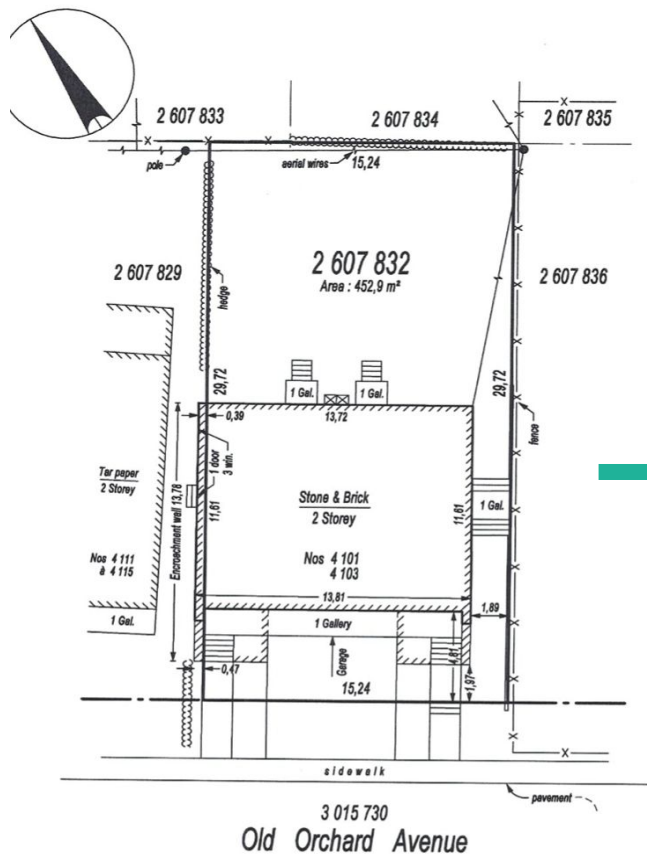 2 607 833
2 607 834
2 607 835
pole
aerial wires
15,24
2 607 829
2 607 832
Area : 452,9 m²
2 607 836
hedge
29,72
29,72
fence
1 Gal.
1 Gal.
0,39
13,72
1 door
3 win.
Tar paper
2 Storey
Encroachment wall 13,76
11,61
Stone & Brick
2 Storey
11,61
1 Gal.
Nos 4 111
à 4 115
Nos 4 101
4 103
13,81
1,89
1 Gal.
1 Gallery
Garage
4,81
0,47
15,24
1,97
sidewalk
pavement
3 015 730
Old Orchard Avenue